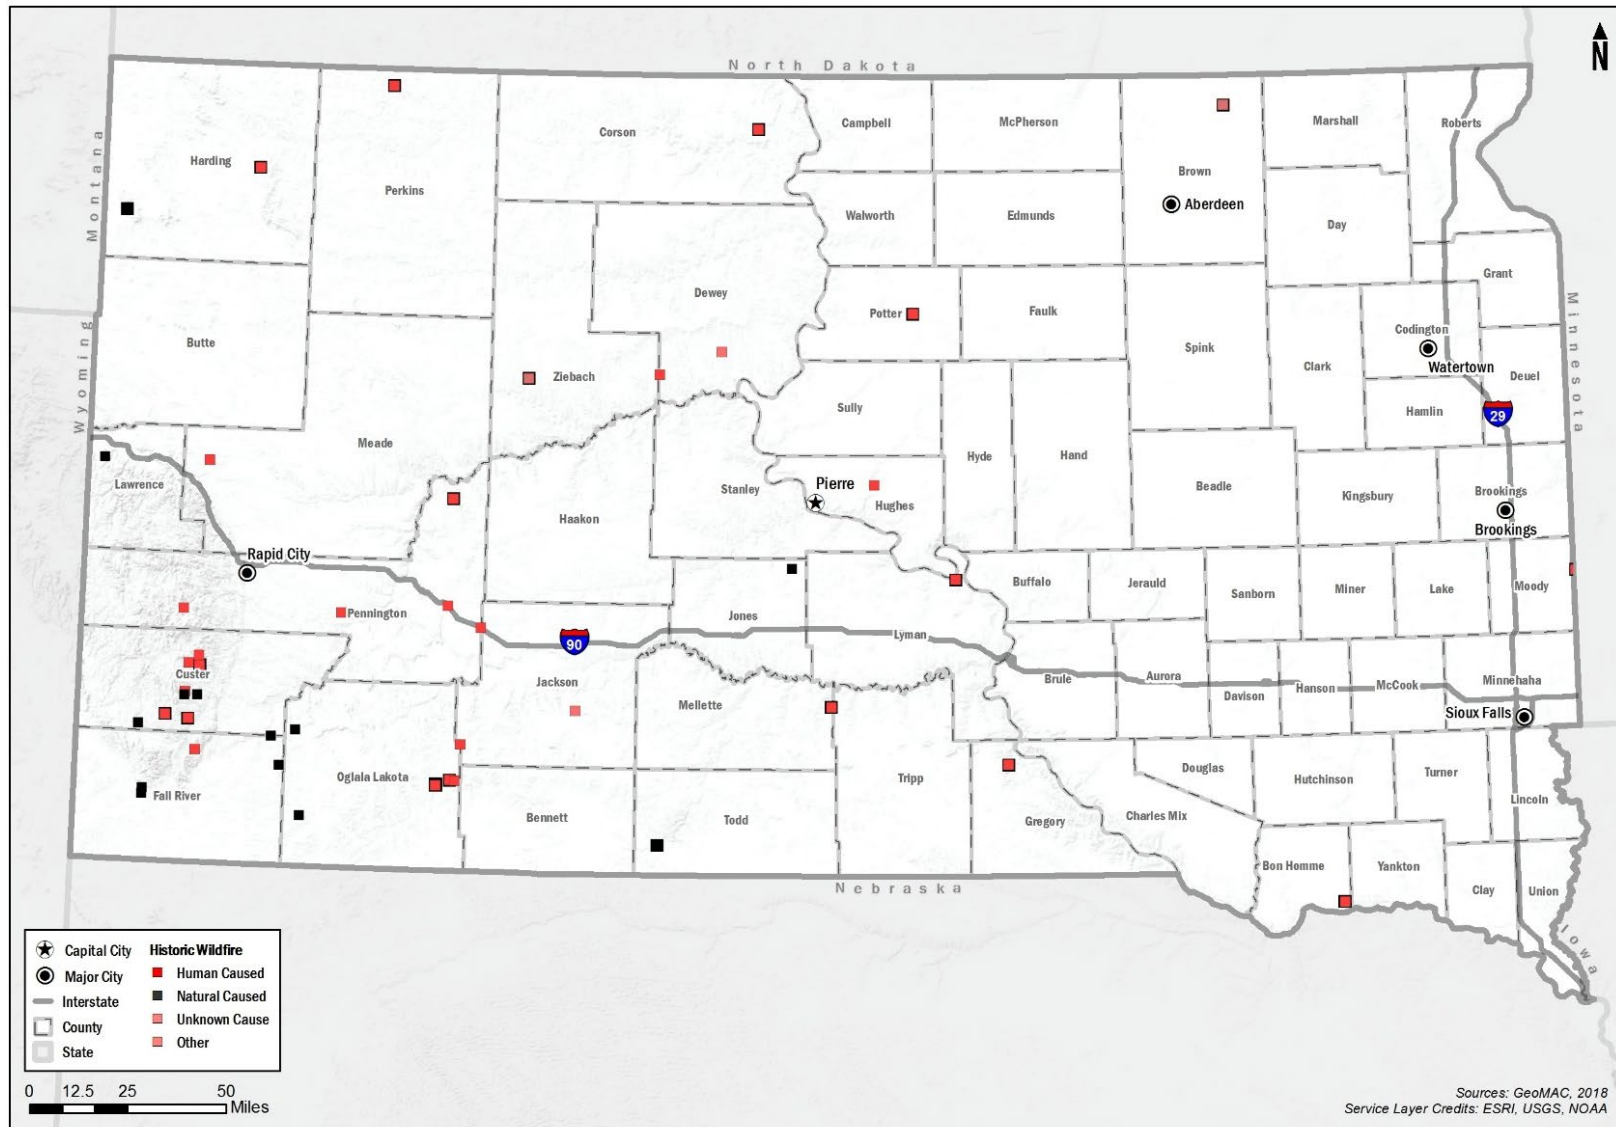 N
North Dakota
Montana
Wyoming
Minnesota
Nebraska
Iowa
Harding
Perkins
Corson
Campbell
McPherson
Brown
Marshall
Roberts
Walworth
Edmunds
Aberdeen
Day
Grant
Butte
Dewey
Potter
Faulk
Spink
Codington
Watertown
Clark
Deuel
Hamlin
29
Ziebach
Meade
Sully
Lawrence
Stanley
Pierre
Hughes
Hyde
Hand
Beadle
Kingsbury
Brookings
Brookings
Haakon
Rapid City
Pennington
Jones
Lyman
Buffalo
Jerauld
Sanborn
Miner
Lake
Moody
90
Custer
Jackson
Mellette
Brule
Aurora
Davison
Hanson
McCook
Minnehaha
Sioux Falls
Fall River
Oglala Lakota
Bennett
Todd
Tripp
Gregory
Charles Mix
Douglas
Hutchinson
Turner
Lincoln
Bon Homme
Yankton
Clay
Union
Capital City
Major City
Interstate
County
State
Historic Wildfire
Human Caused
Natural Caused
Unknown Cause
Other
0 12.5 25 50
Miles
Sources: GeoMAC, 2018
Service Layer Credits: ESRI, USGS, NOAA